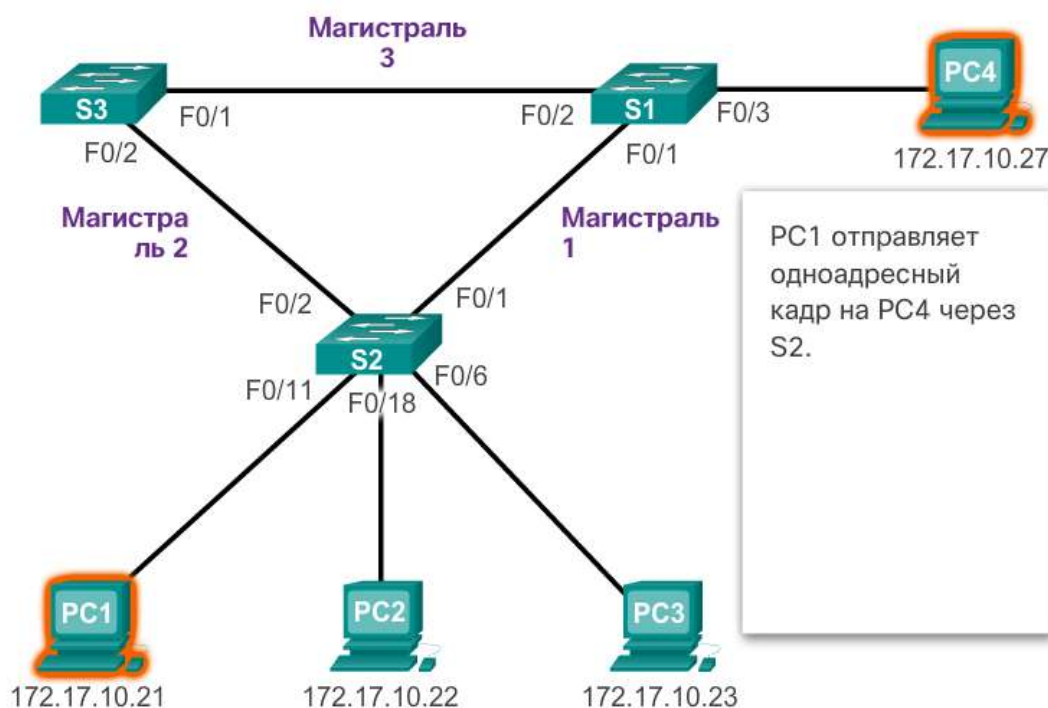 Магистраль
3
S3
F0/1
F0/2
S1
F0/3
PC4
F0/2
F0/1
172.17.10.27
Магистра
ль 2
Магистраль
1
PC1 отправляет
одноадресный
кадр на PC4 через
S2.
F0/2
F0/1
S2
F0/11
F0/18
F0/6
PC1
PC2
PC3
172.17.10.21
172.17.10.22
172.17.10.23